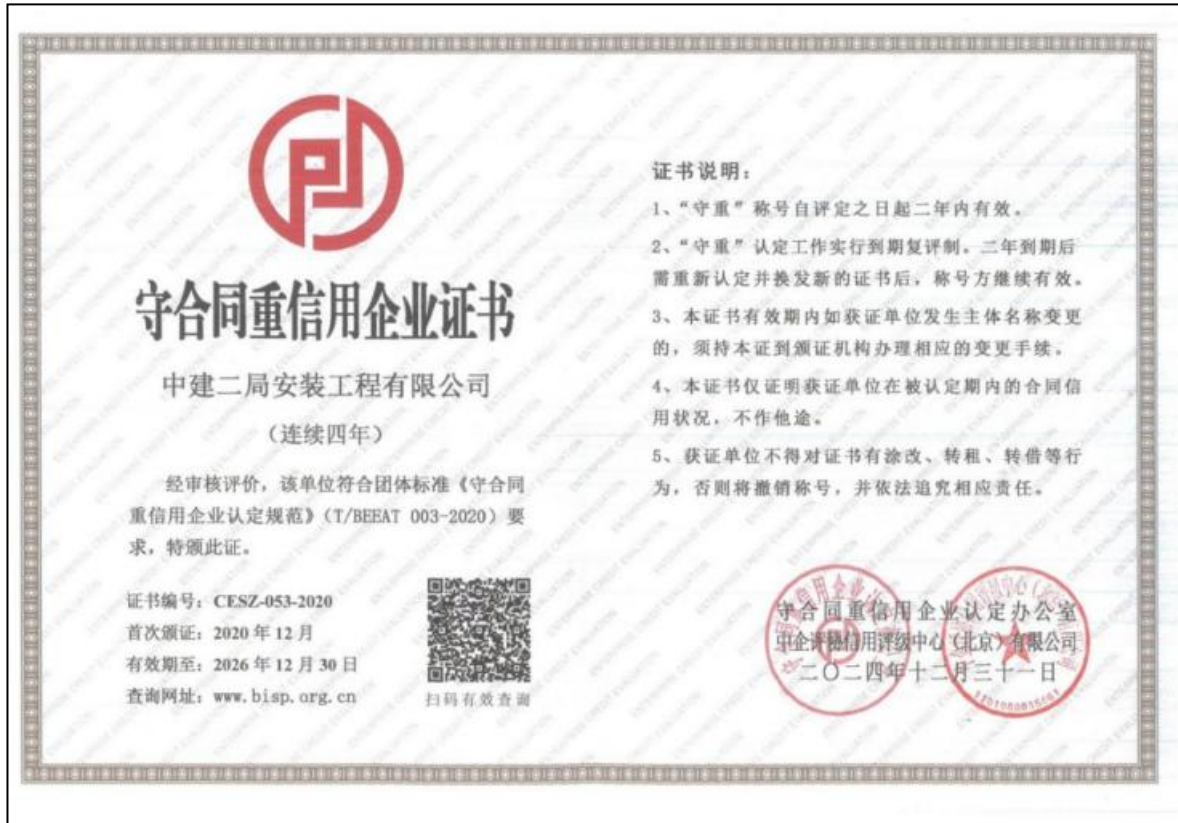 守合同重信用企业证书
中建二局安装工程有限公司
（连续四年）
经审核评价，该单位符合团体标准《守合同
重信用企业认定规范》（T/BEEAT 003-2020）要
求，特颁此证。
证书编号：CESZ-053-2020
首次颁证：2020 年 12 月
有效期至：2026 年 12 月 30 日
查询网址：www.bisp.org.cn
扫码有效查询
证书说明：
1、“守重”称号自评定之日起二年内有效。
2、“守重”认定工作实行到期复评制。二年到期后
需重新认定并换发新的证书后，称号方继续有效。
3、本证书有效期内如获证单位发生主体名称变更
的，须持本证到颁证机构办理相应的变更手续。
4、本证书仅证明获证单位在被认定期内的合同信
用状况，不作他途。
5、获证单位不得对证书有涂改、转租、转借等行
为，否则将撤销称号，并依法追究相应责任。
守合同重信用企业认定办公室
中企评协信用评级中心（北京）有限公司
二〇二四年十二月三十一日